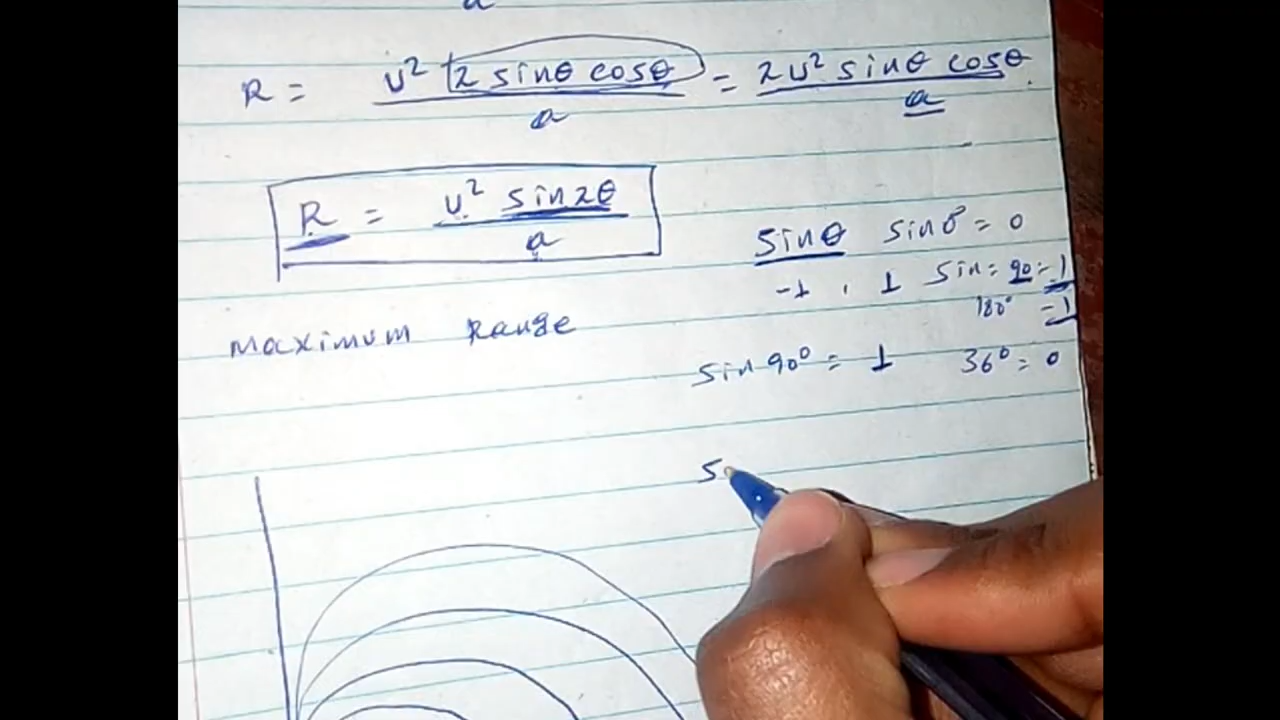 a
R = u² 2 sinθ cosθ / a = 2u² sinθ cosθ / a
R = u² sin2θ / a
sinθ sin0° = 0
-1, 1 sin = 90 = 1
180° = 1
Maximum Range
sin 90° = 1 36° = 0
s